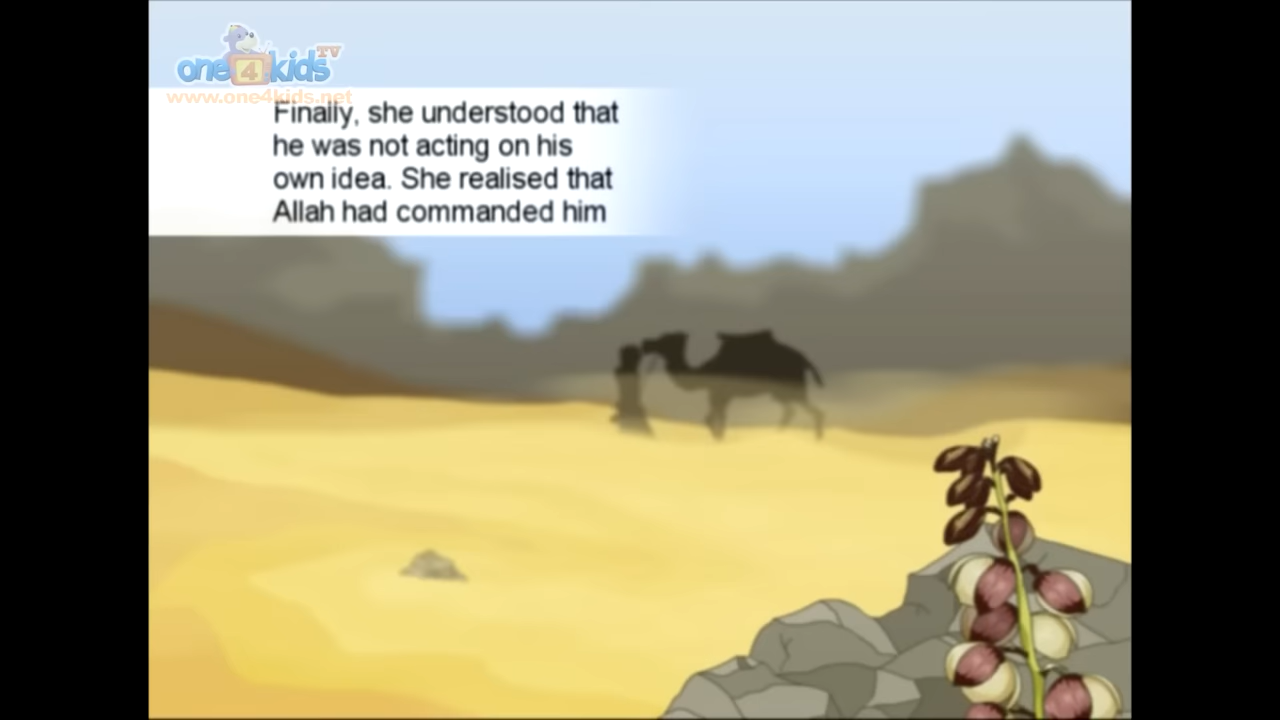 one4kids TV
www.one4kids.net
Finally, she understood that
he was not acting on his
own idea. She realised that
Allah had commanded him